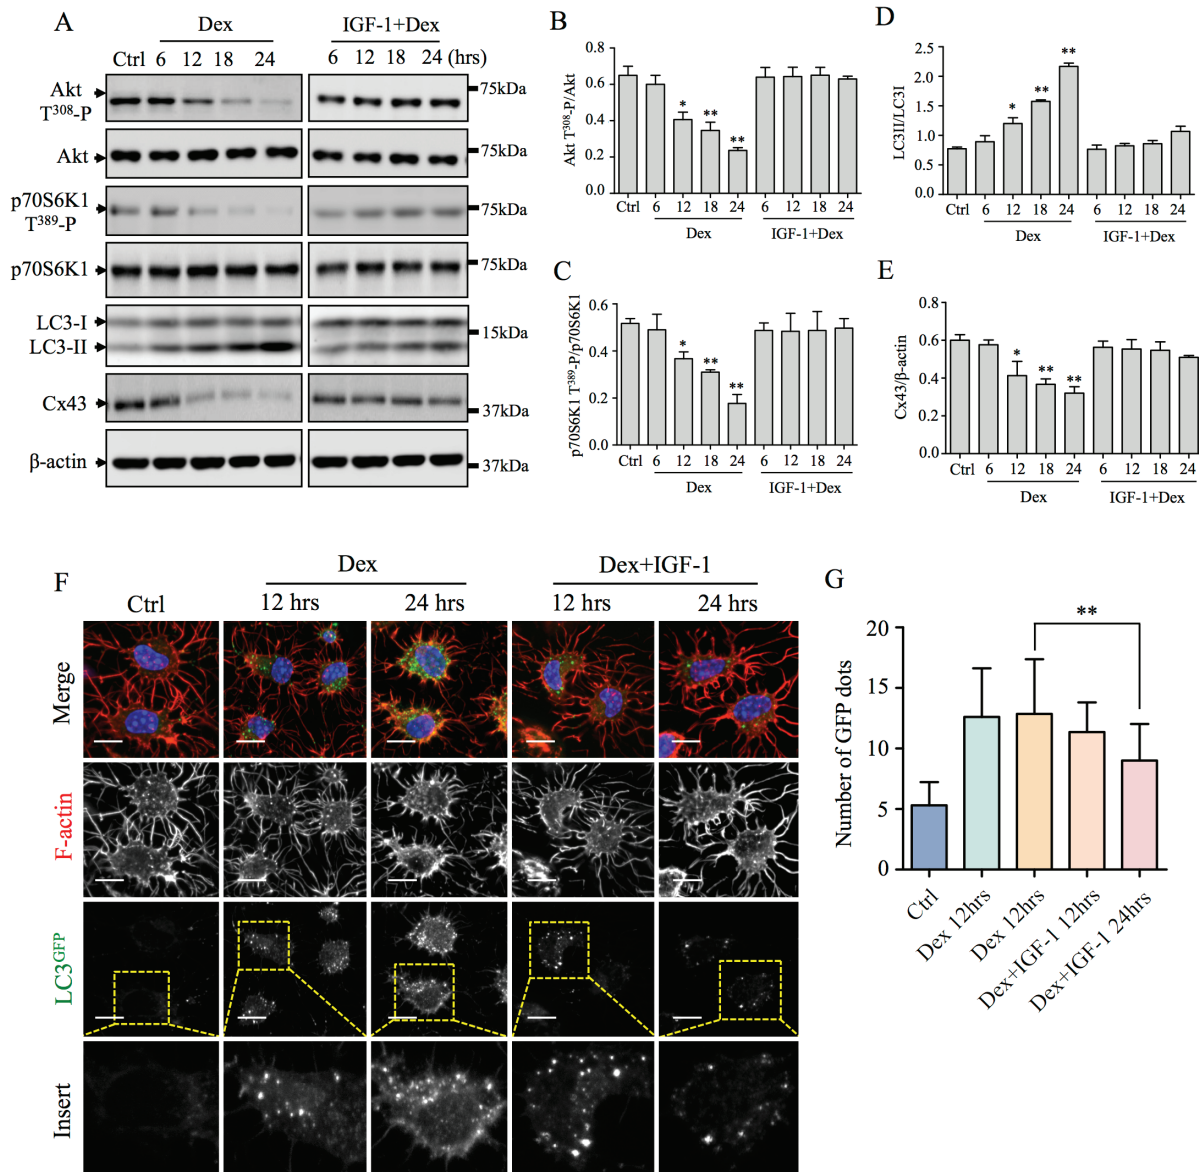 A
Dex
IGF-1+Dex
Ctrl 6 12 18 24 6 12 18 24 (hrs)
Akt
T308-P
75kDa
Akt
75kDa
p70S6K1
T389-P
75kDa
p70S6K1
75kDa
LC3-I
LC3-II
15kDa
Cx43
37kDa
β-actin
37kDa
B
Akt T308-P/Akt
0.8
0.6
0.4
0.2
0.0
* ** **
Ctrl 6 12 18 24 6 12 18 24
Dex IGF-1+Dex
D
LC3II/LC3I
2.5
2.0
1.5
1.0
0.5
0.0
* ** **
Ctrl 6 12 18 24 6 12 18 24
Dex IGF-1+Dex
C
p70S6K1 T389-P/p70S6K1
0.6
0.4
0.2
0.0
* ** **
Ctrl 6 12 18 24 6 12 18 24
Dex IGF-1+Dex
E
Cx43/β-actin
0.8
0.6
0.4
0.2
0.0
* ** **
Ctrl 6 12 18 24 6 12 18 24
Dex IGF-1+Dex
F
Dex
Dex+IGF-1
Ctrl 12 hrs 24 hrs 12 hrs 24 hrs
Merge
F-actin
LC3GFP
Insert
G
Number of GFP dots
20
15
10
5
0
**
Ctrl
Dex 12hrs
Dex 12hrs
Dex+IGF-1 12hrs
Dex+IGF-1 24hrs